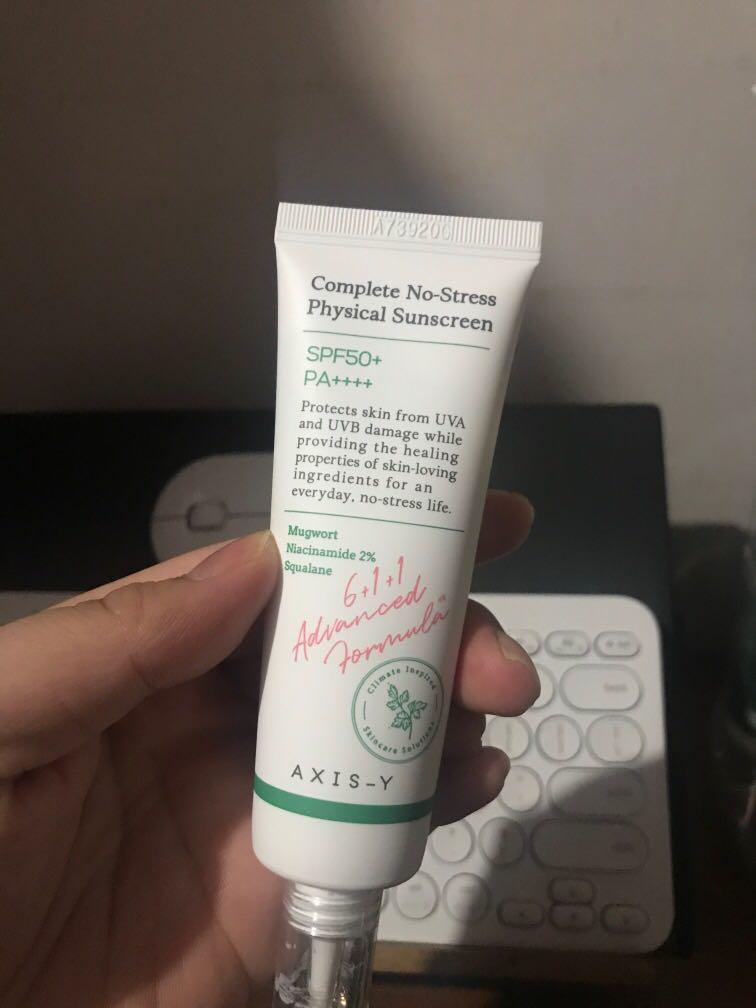 A739206
Complete No-Stress
Physical Sunscreen
SPF50+
PA++++
Protects skin from UVA
and UVB damage while
providing the healing
properties of skin-loving
ingredients for an
everyday, no-stress life.
Mugwort
Niacinamide 2%
Squalane
6+1+1
Advanced
Formula
Climate Inspired
Skincare Solutions
AXIS-Y